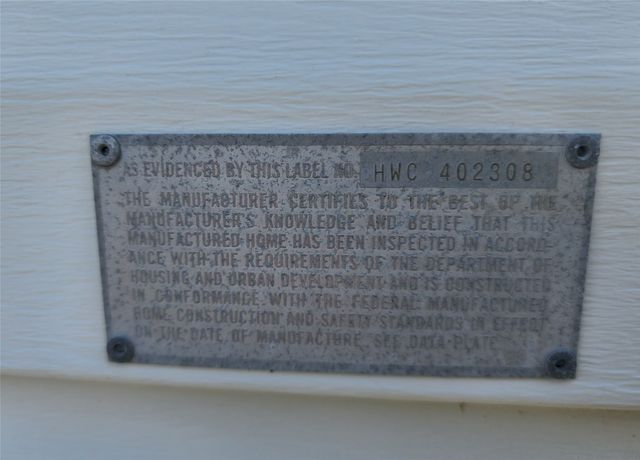 AS EVIDENCED BY THIS LABEL NO. HWC 402308
THE MANUFACTURER CERTIFIES TO THE BEST OF THE
MANUFACTURER'S KNOWLEDGE AND BELIEF THAT THIS
MANUFACTURED HOME HAS BEEN INSPECTED IN ACCORD-
ANCE WITH THE REQUIREMENTS OF THE DEPARTMENT OF
HOUSING AND URBAN DEVELOPMENT AND IS CONSTRUCTED
IN CONFORMANCE WITH THE FEDERAL MANUFACTURED
HOME CONSTRUCTION AND SAFETY STANDARDS IN EFFECT
ON THE DATE OF MANUFACTURE. SEE DATA PLATE